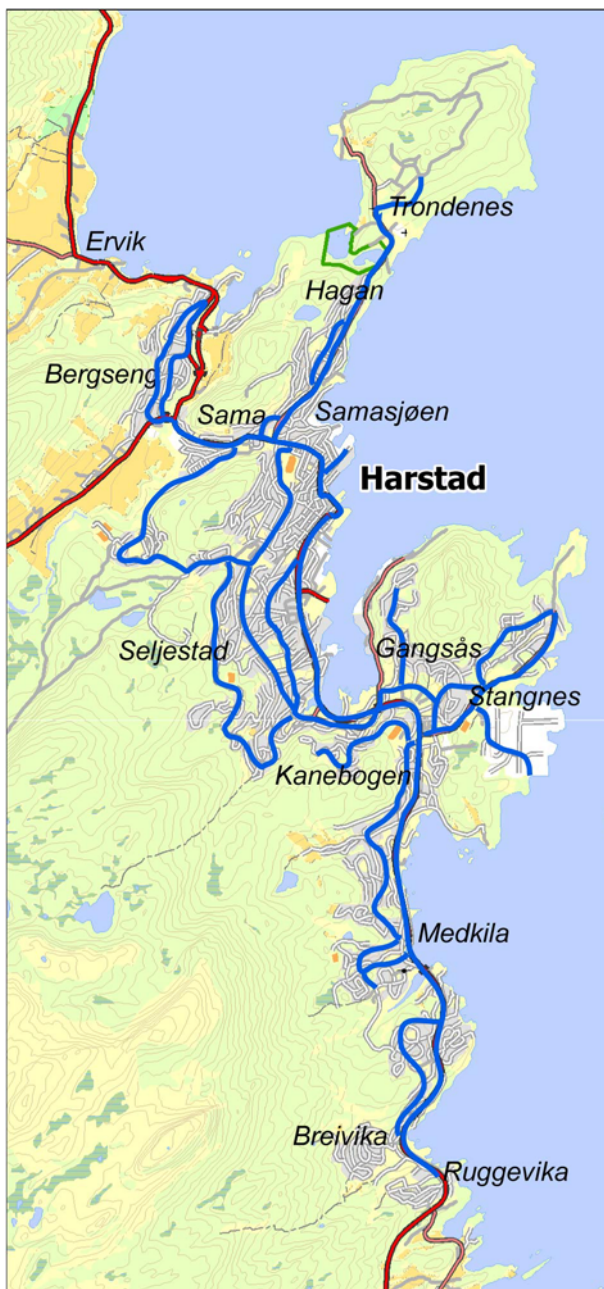 Trondenes
Ervik
Hagan
Bergseng
Sama
Samasjøen
Harstad
Seljestad
Gangsås
Stangnes
Kanebogen
Medkila
Breivika
Ruggevika